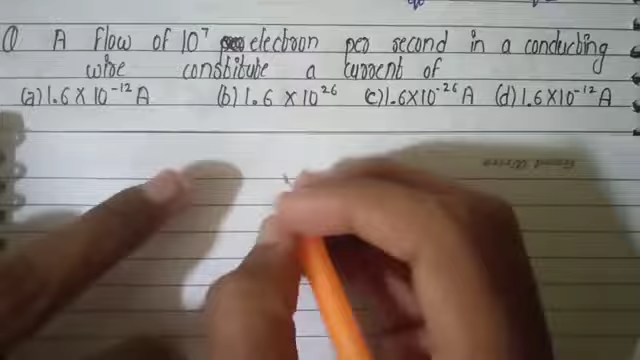 ① A flow of 10⁷ electron per second in a conducting
wire constitute a current of
(a) 1.6 × 10⁻¹² A (b) 1.6 × 10²⁶ (c) 1.6×10⁻²⁶ A (d) 1.6×10⁻¹² A